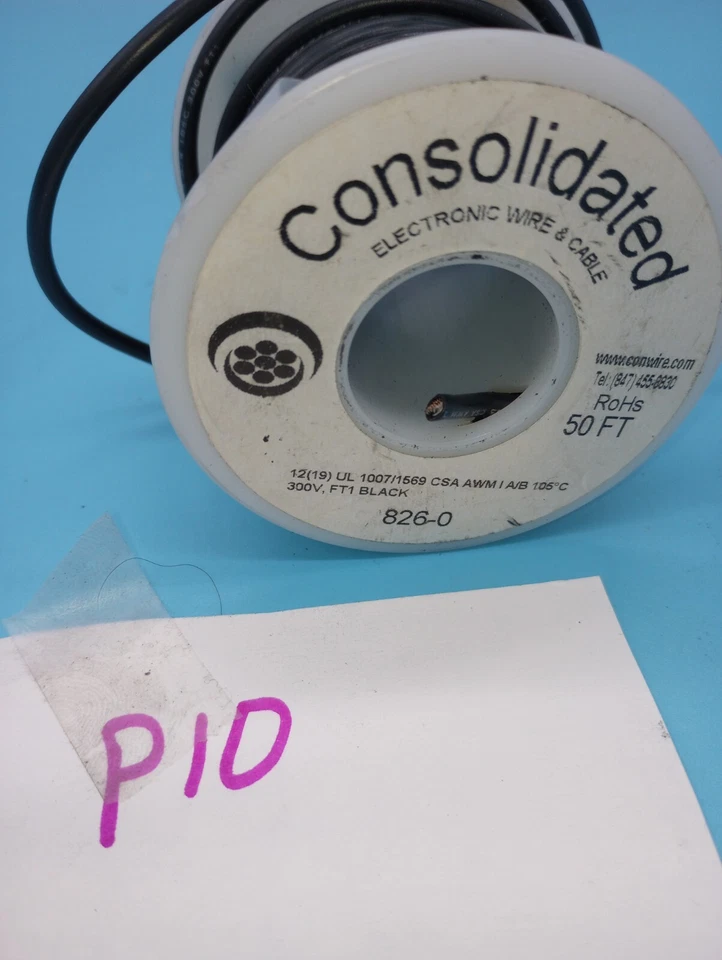 Consolidated
ELECTRONIC WIRE & CABLE
www.conwire.com
Tel: (847) 455-8830
RoHs
50 FT
12(19) UL 1007/1569 CSA AWM I A/B 105°C
300V, FT1 BLACK
826-0
P10